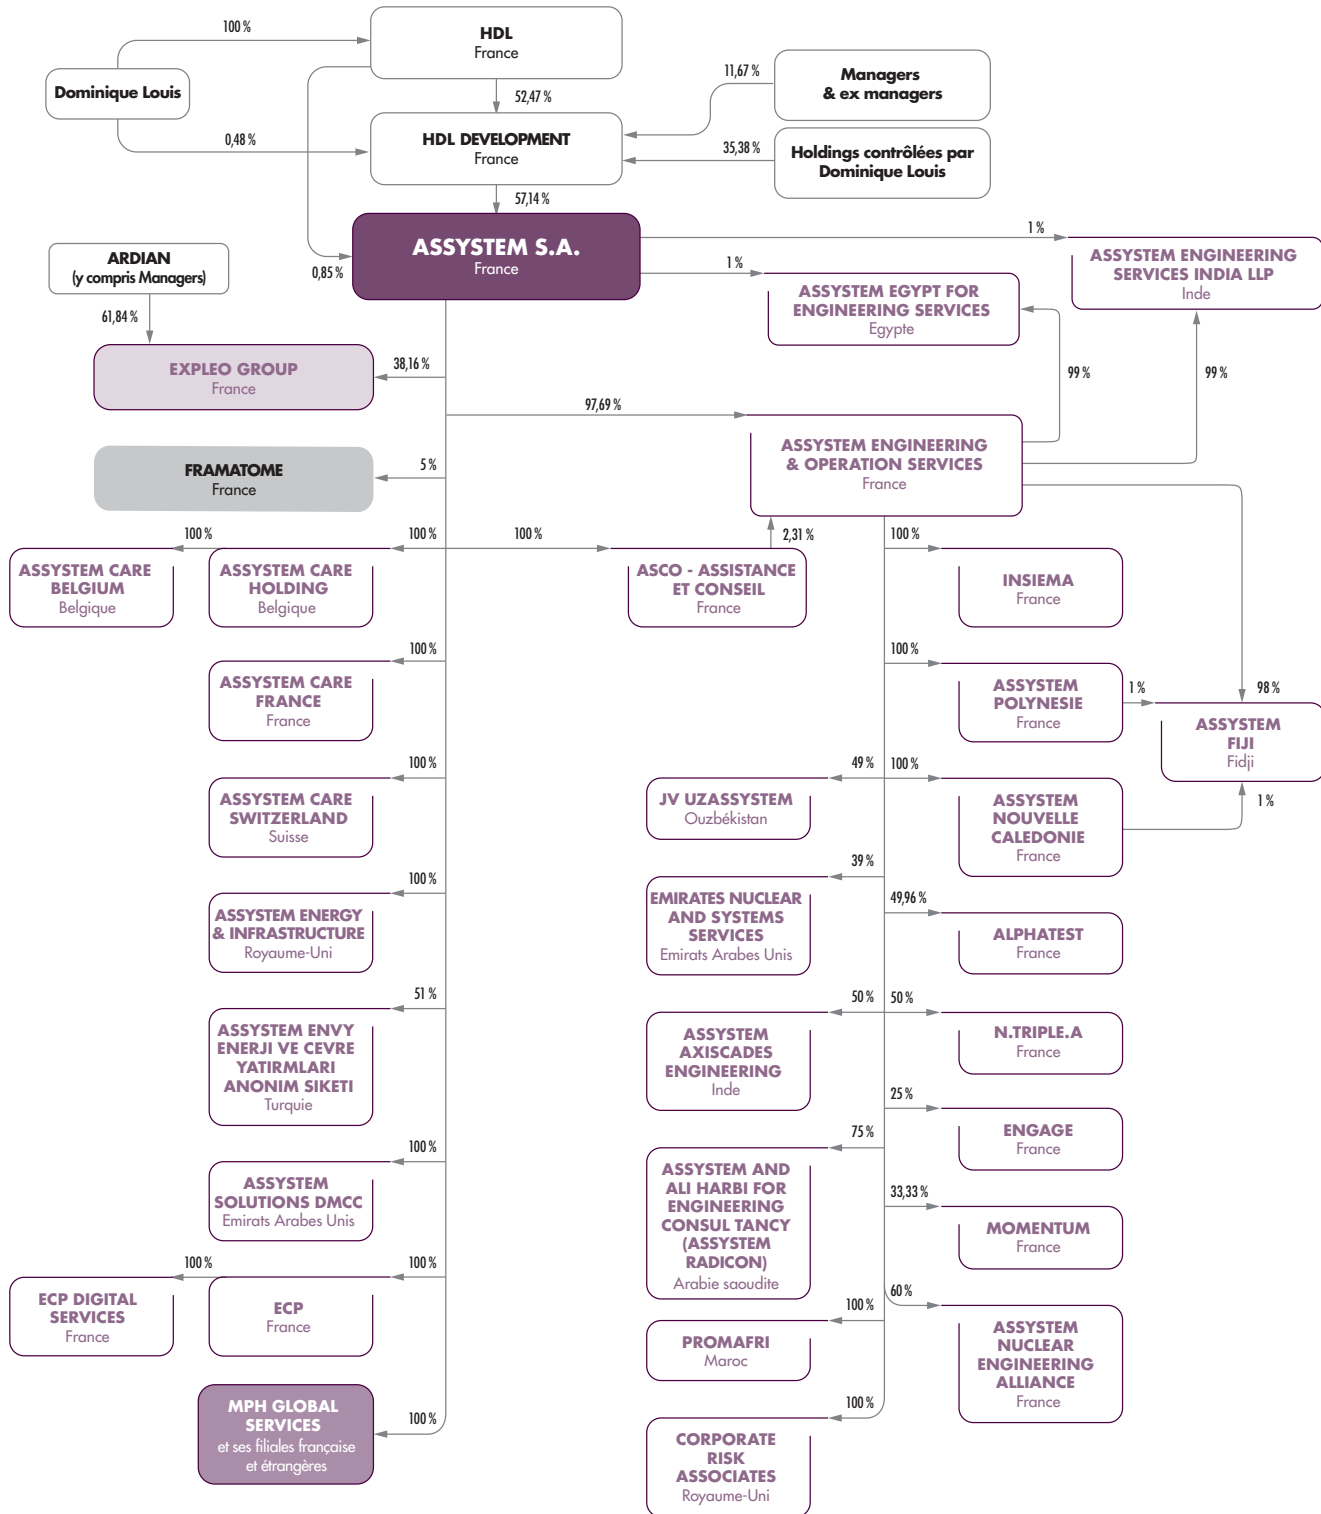 100 %
HDL
France
Dominique Louis
52,47 %
11,67 %
Managers
& ex managers
0,48 %
HDL DEVELOPMENT
France
35,38 %
Holdings contrôlées par
Dominique Louis
57,14 %
ASSYSTEM S.A.
France
0,85 %
1 %
ASSYSTEM ENGINEERING
SERVICES INDIA LLP
Inde
1 %
ASSYSTEM EGYPT FOR
ENGINEERING SERVICES
Egypte
ARDIAN
(y compris Managers)
61,84 %
EXPLEO GROUP
France
38,16 %
99 %
99 %
97,69 %
ASSYSTEM ENGINEERING
& OPERATION SERVICES
France
FRAMATOME
France
5 %
100 %
100 %
100 %
2,31 %
100 %
ASSYSTEM CARE
BELGIUM
Belgique
ASSYSTEM CARE
HOLDING
Belgique
ASCO - ASSISTANCE
ET CONSEIL
France
INSIEMA
France
100 %
ASSYSTEM CARE
FRANCE
France
100 %
ASSYSTEM
POLYNESIE
France
1 %
98 %
ASSYSTEM
FIJI
Fidji
1 %
100 %
ASSYSTEM CARE
SWITZERLAND
Suisse
49 %
JV UZASSYSTEM
Ouzbékistan
100 %
ASSYSTEM
NOUVELLE
CALEDONIE
France
100 %
ASSYSTEM ENERGY
& INFRASTRUCTURE
Royaume-Uni
39 %
EMIRATES NUCLEAR
AND SYSTEMS
SERVICES
Emirats Arabes Unis
49,96 %
ALPHATEST
France
51 %
ASSYSTEM ENVY
ENERJI VE CEVRE
YATIRMLARI
ANONIM SIKETI
Turquie
50 %
ASSYSTEM
AXISCADES
ENGINEERING
Inde
50 %
N.TRIPLE.A
France
25 %
ENGAGE
France
100 %
ASSYSTEM
SOLUTIONS DMCC
Emirats Arabes Unis
75 %
ASSYSTEM AND
ALI HARBI FOR
ENGINEERING
CONSUL TANCY
(ASSYSTEM
RADICON)
Arabie saoudite
33,33 %
MOMENTUM
France
100 %
ECP DIGITAL
SERVICES
France
100 %
ECP
France
100 %
PROMAFRI
Maroc
60 %
ASSYSTEM
NUCLEAR
ENGINEERING
ALLIANCE
France
MPH GLOBAL
SERVICES
et ses filiales française
et étrangères
100 %
100 %
CORPORATE
RISK
ASSOCIATES
Royaume-Uni